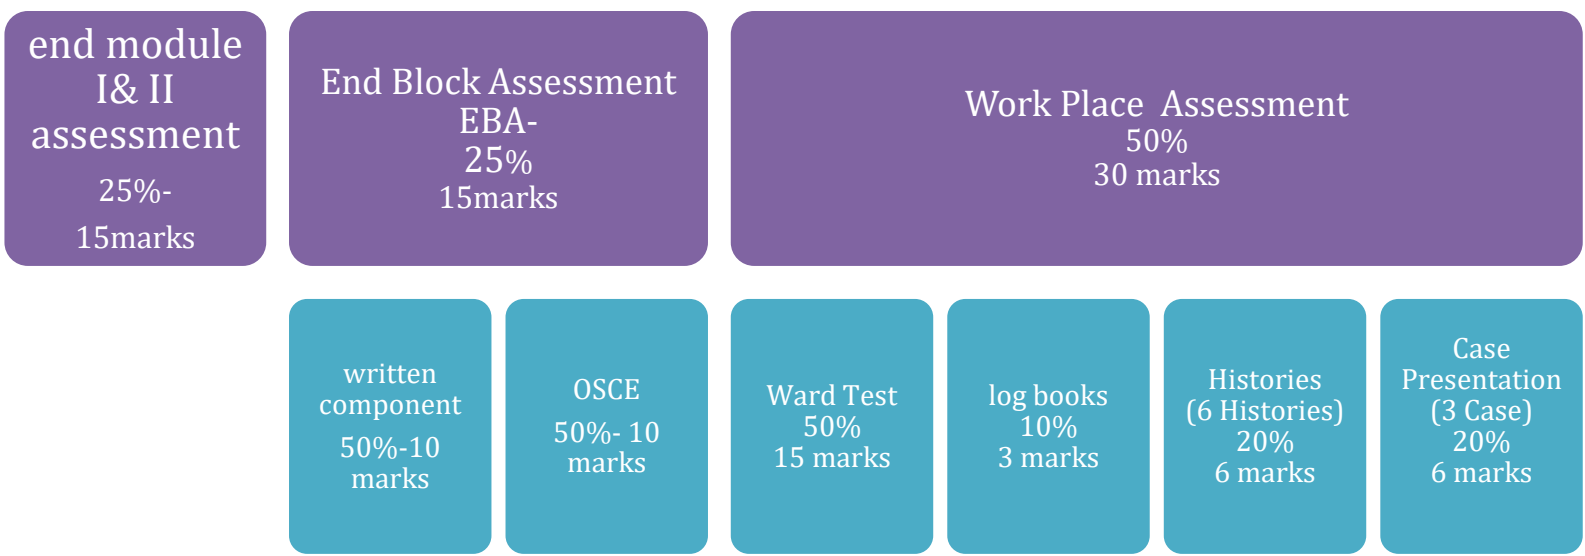 end module
I& II
assessment
25%-
15marks
End Block Assessment
EBA-
25%
15marks
Work Place  Assessment
50%
30 marks
written
component
50%-10
marks
OSCE
50%- 10
marks
Ward Test
50%
15 marks
log books
10%
3 marks
Histories
(6 Histories)
20%
6 marks
Case
Presentation
(3 Case)
20%
6 marks